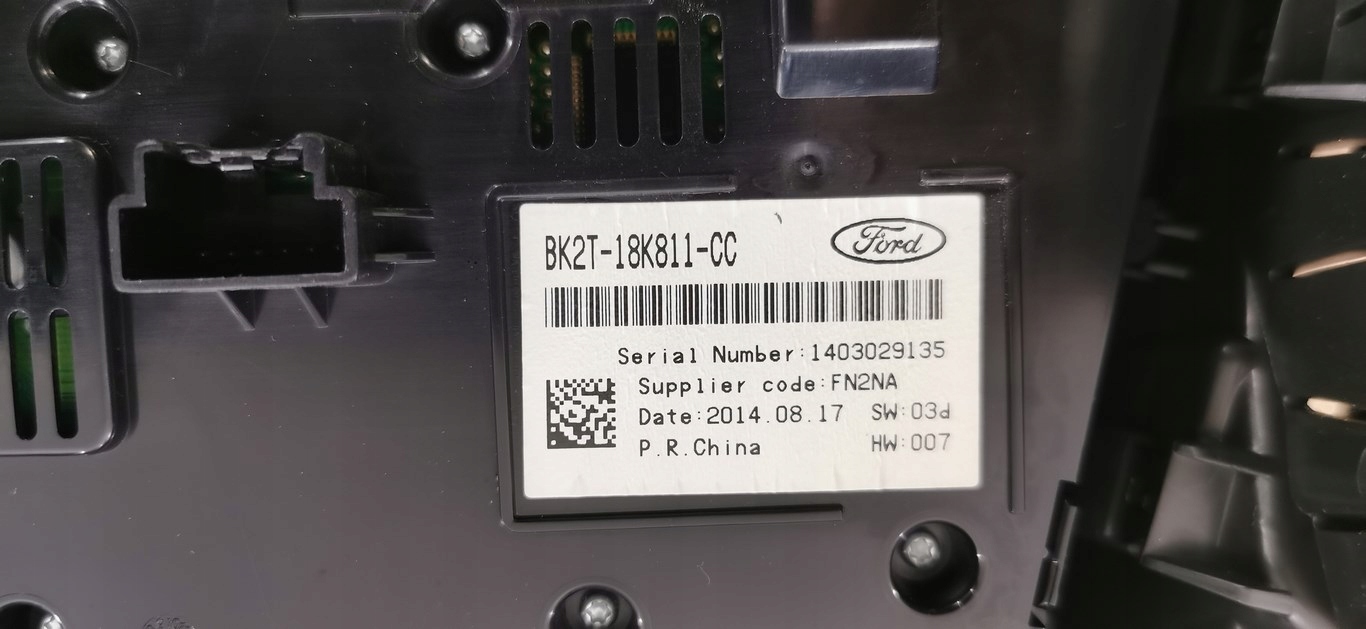 BK2T-18K811-CC
Ford
Serial Number:1403029135
Supplier code:FN2NA
Date:2014.08.17 SW:03d
P.R.China HW:007